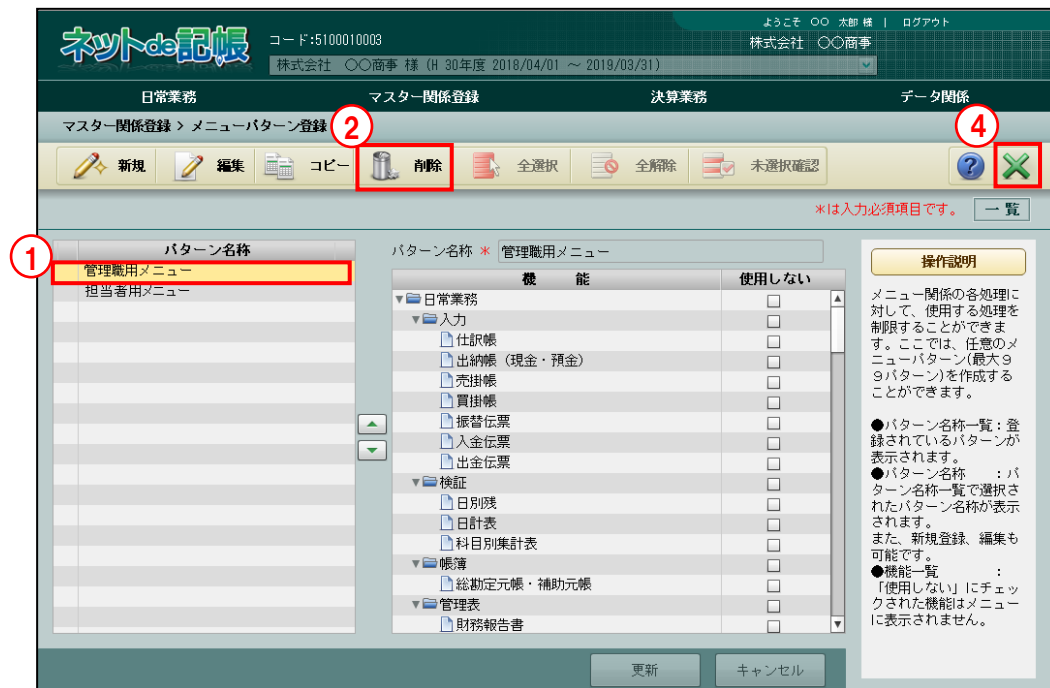 ようこそ 〇〇 太郎 様 | ログアウト
ネットde記帳
コード:5100010003
株式会社 〇〇商事
株式会社 〇〇商事 様 (H 30年度 2018/04/01 ～ 2019/03/31)
日常業務 マスター関係登録 決算業務 データ関係
マスター関係登録 > メニューパターン登録
② ④
新規 編集 コピー 削除 全選択 全解除 未選択確認 ?
*は入力必須項目です。 一覧
①
パターン名称
管理職用メニュー
担当者用メニュー
パターン名称 * 管理職用メニュー
機 能 使用しない
日常業務
入力
仕訳帳
出納帳（現金・預金）
売掛帳
買掛帳
振替伝票
入金伝票
出金伝票
検証
日別残
日計表
科目別集計表
帳簿
総勘定元帳・補助元帳
管理表
財務報告書
操作説明
メニュー関係の各処理に
対して、使用する処理を
制限することができま
す。ここでは、任意のメ
ニューパターン(最大９
９パターン)を作成する
ことができます。
●パターン名称一覧：登
録されているパターンが
表示されます。
●パターン名称 ：パ
ターン名称一覧で選択さ
れたパターン名称が表示
されます。
また、新規登録、編集も
可能です。
●機能一覧 ：
「使用しない」にチェッ
クされた機能はメニュー
に表示されません。
更新 キャンセル